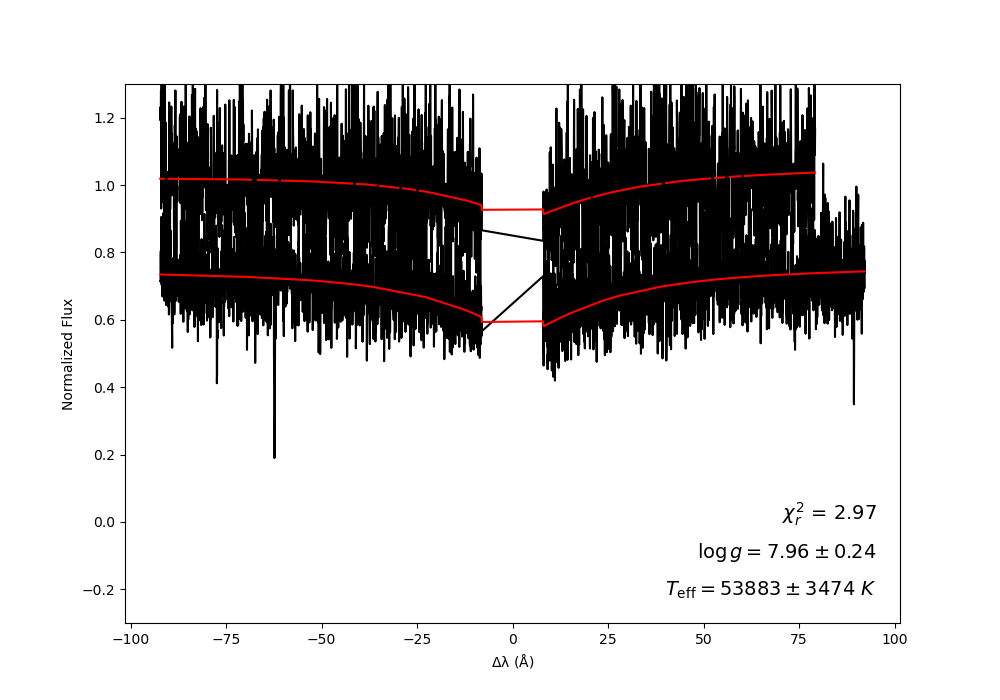 1.2
1.0
0.8
0.6
0.4
0.2
0.0
−0.2
Normalized Flux
χ²ᵣ = 2.97
log g = 7.96 ± 0.24
T_eff = 53883 ± 3474 K
−100 −75 −50 −25 0 25 50 75 100
Δλ (Å)